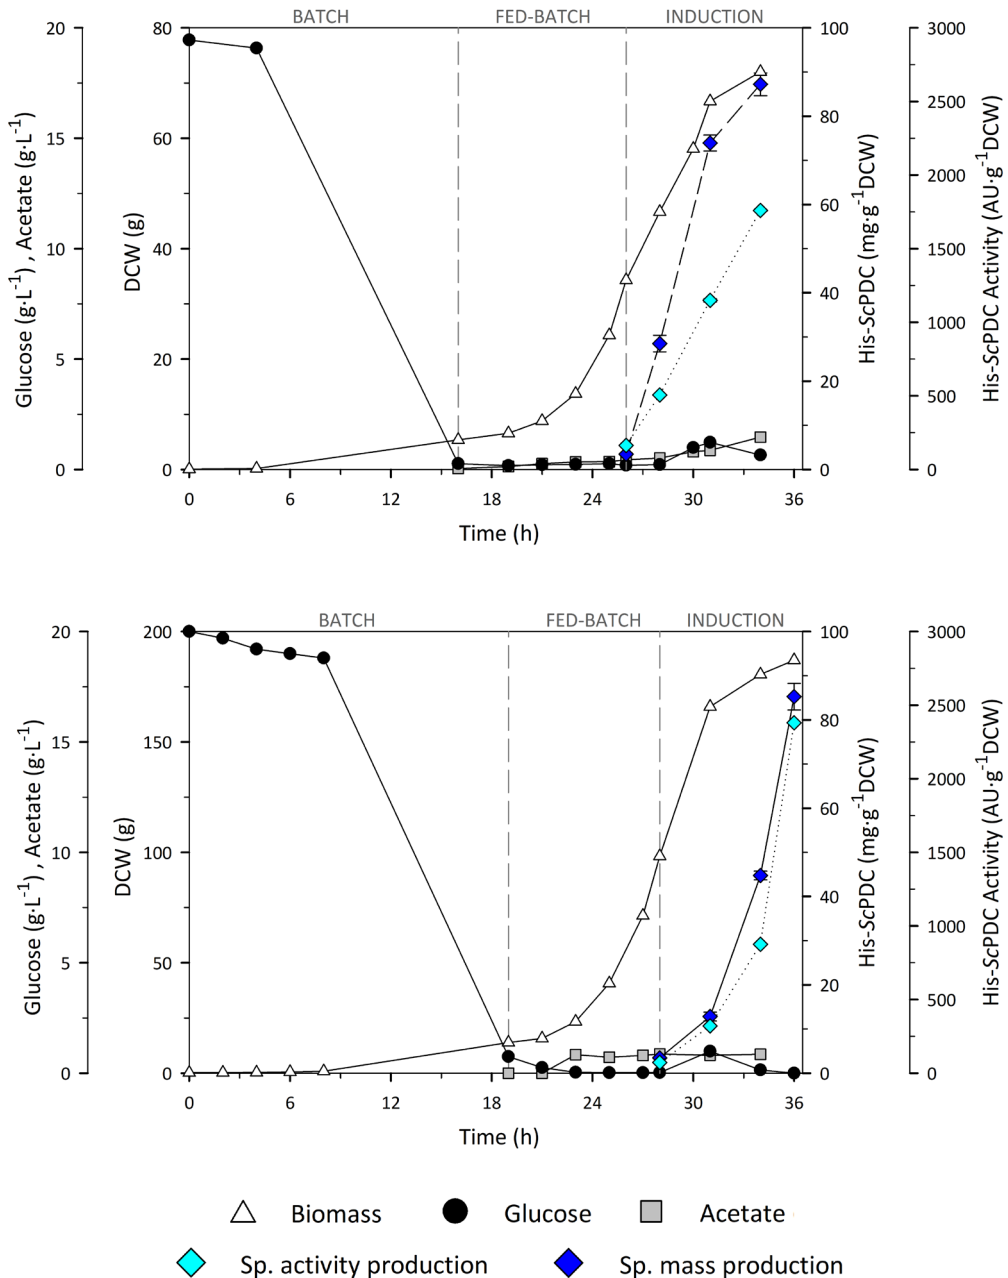 BATCH FED-BATCH INDUCTION
20 80 100 3000
15 60 80 2500
10 40 60 2000
5 20 40 1500
0 0 20 1000
0 500
0
Glucose (g·L⁻¹) , Acetate (g·L⁻¹)
DCW (g)
His-ScPDC (mg·g⁻¹DCW)
His-ScPDC Activity (AU·g⁻¹DCW)
0 6 12 18 24 30 36
Time (h)
BATCH FED-BATCH INDUCTION
20 200 100 3000
15 150 80 2500
10 100 60 2000
5 50 40 1500
0 0 20 1000
0 500
0
Glucose (g·L⁻¹) , Acetate (g·L⁻¹)
DCW (g)
His-ScPDC (mg·g⁻¹DCW)
His-ScPDC Activity (AU·g⁻¹DCW)
0 6 12 18 24 30 36
Time (h)
Biomass Glucose Acetate
Sp. activity production Sp. mass production